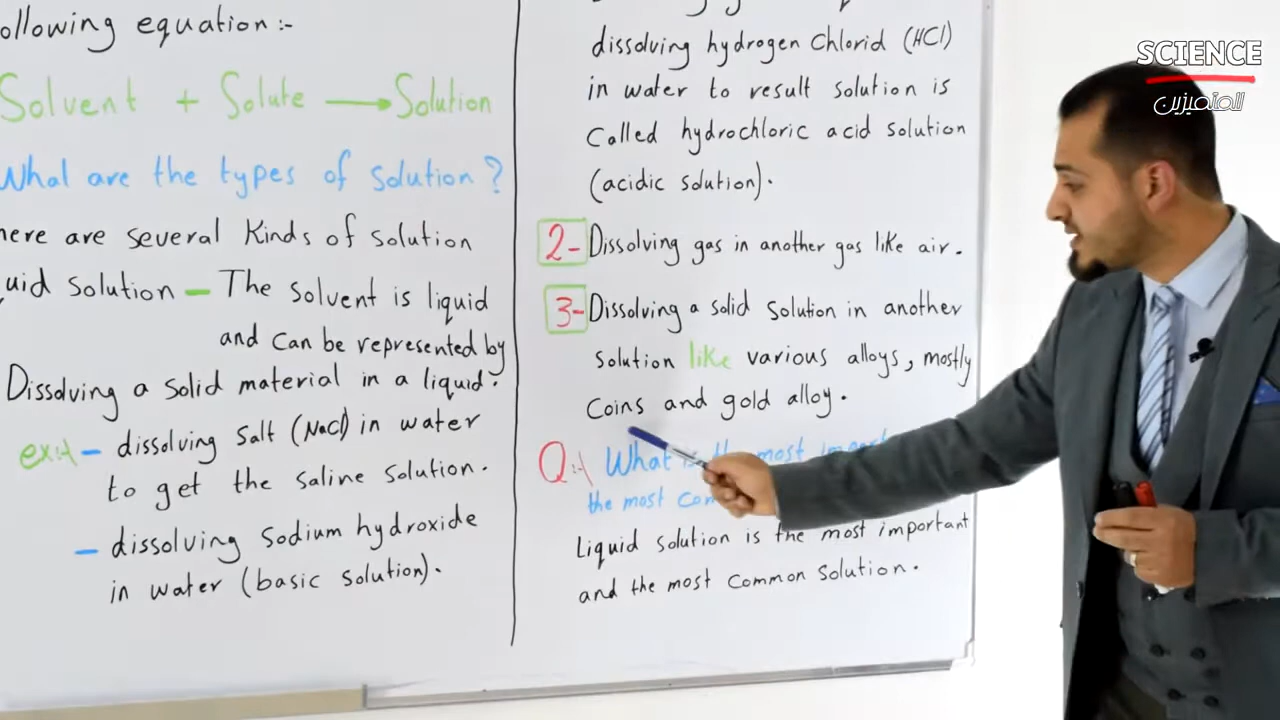 following equation:-
Solvent + Solute → Solution
What are the types of solution?
here are several Kinds of solution
quid solution - The solvent is liquid
and can be represented by
Dissolving a solid material in a liquid.
ex:- - dissolving salt (NaCl) in water
to get the saline solution.
- dissolving sodium hydroxide
in water (basic solution).
dissolving hydrogen chlorid (HCl)
in water to result solution is
Called hydrochloric acid solution
(acidic solution).
2- Dissolving gas in another gas like air.
3- Dissolving a solid solution in another
solution like various alloys, mostly
Coins and gold alloy.
Q:- What is the most
the most
Liquid solution is the most important
and the most common solution.
SCIENCE
المتميزين